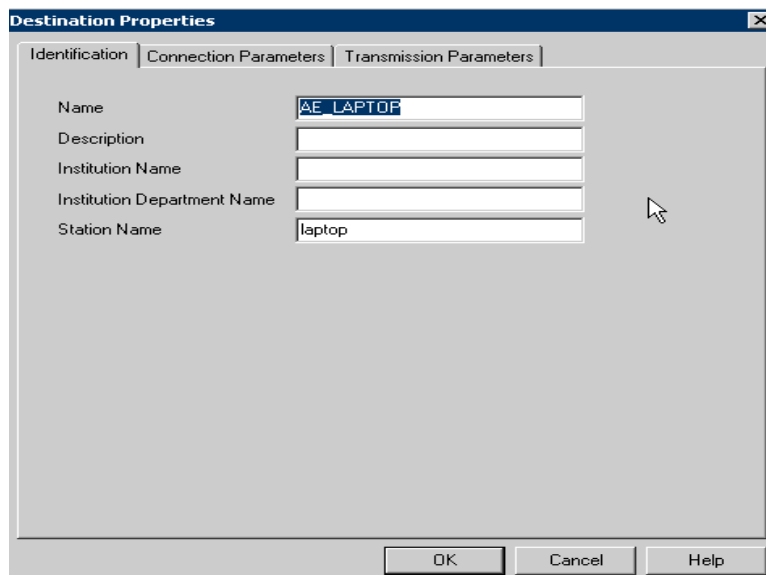 Destination Properties
Identification Connection Parameters Transmission Parameters
Name AE_LAPTOP
Description
Institution Name
Institution Department Name
Station Name laptop
OK Cancel Help